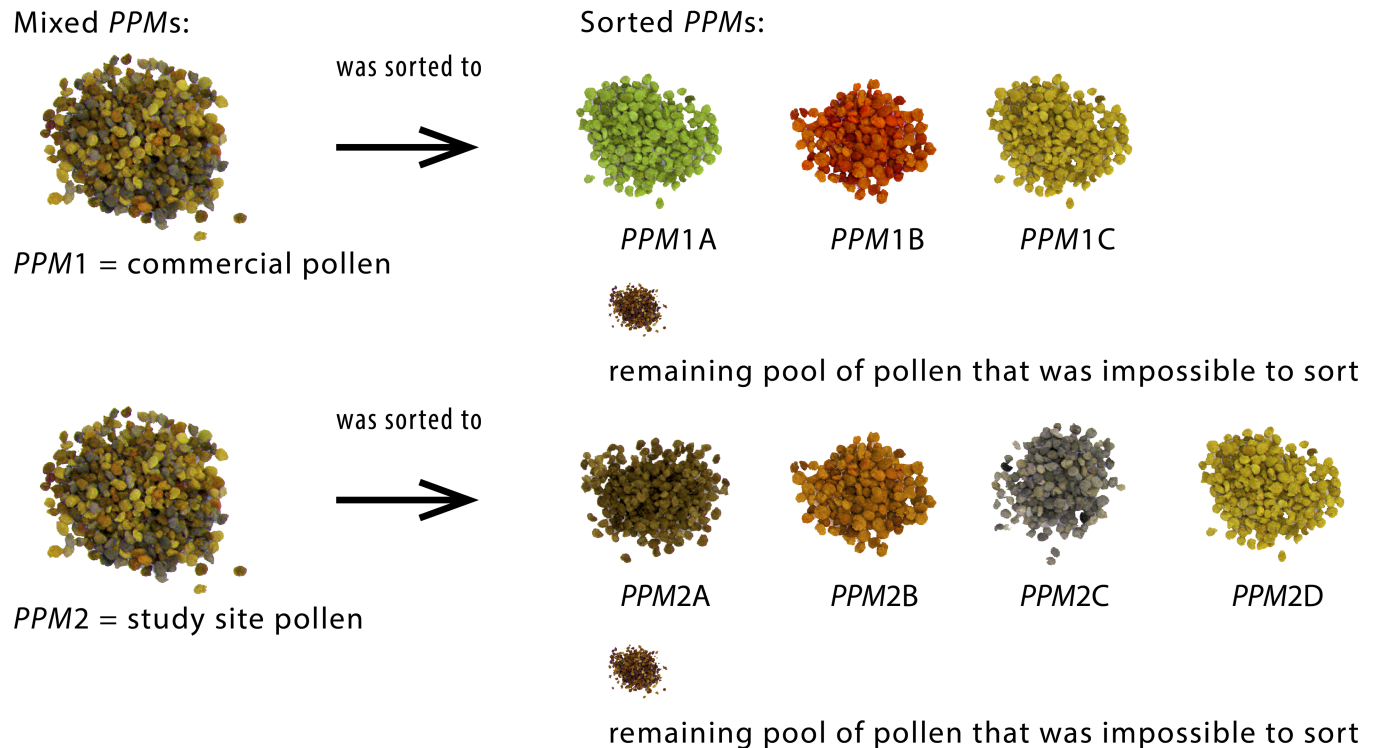 Mixed PPMs:
Sorted PPMs:
was sorted to
PPM1A
PPM1B
PPM1C
PPM1 = commercial pollen
remaining pool of pollen that was impossible to sort
was sorted to
PPM2A
PPM2B
PPM2C
PPM2D
PPM2 = study site pollen
remaining pool of pollen that was impossible to sort